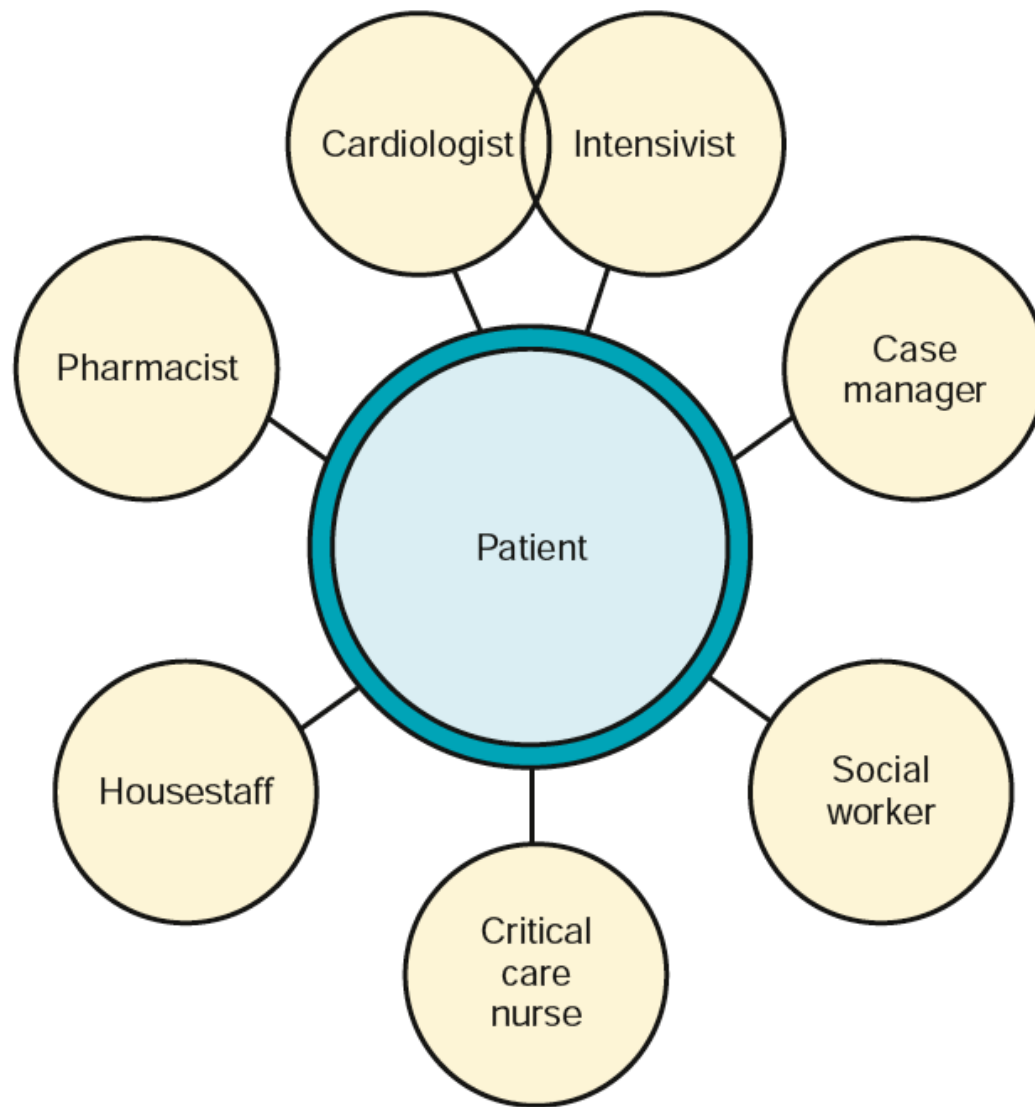 Cardiologist
Intensivist
Pharmacist
Case
manager
Patient
Housestaff
Social
worker
Critical
care
nurse